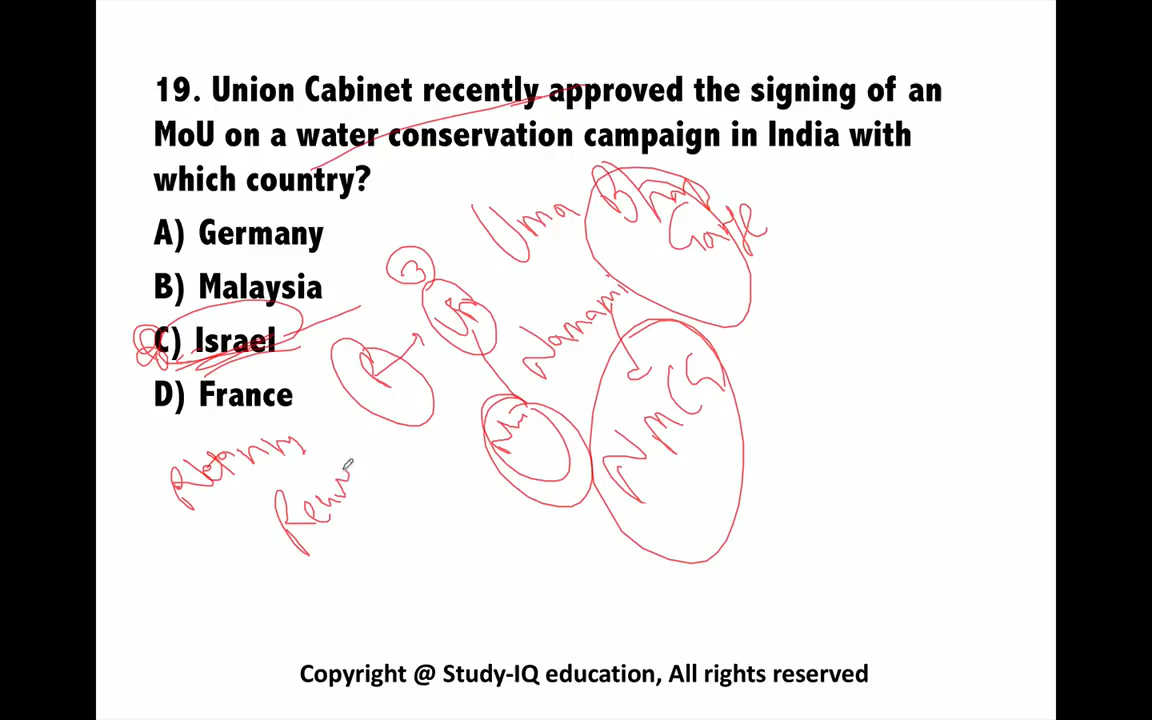 19. Union Cabinet recently approved the signing of an
MoU on a water conservation campaign in India with
which country?
A) Germany
B) Malaysia
C) Israel
D) France
Uma
Namami
NMCG
Copyright @ Study-IQ education, All rights reserved